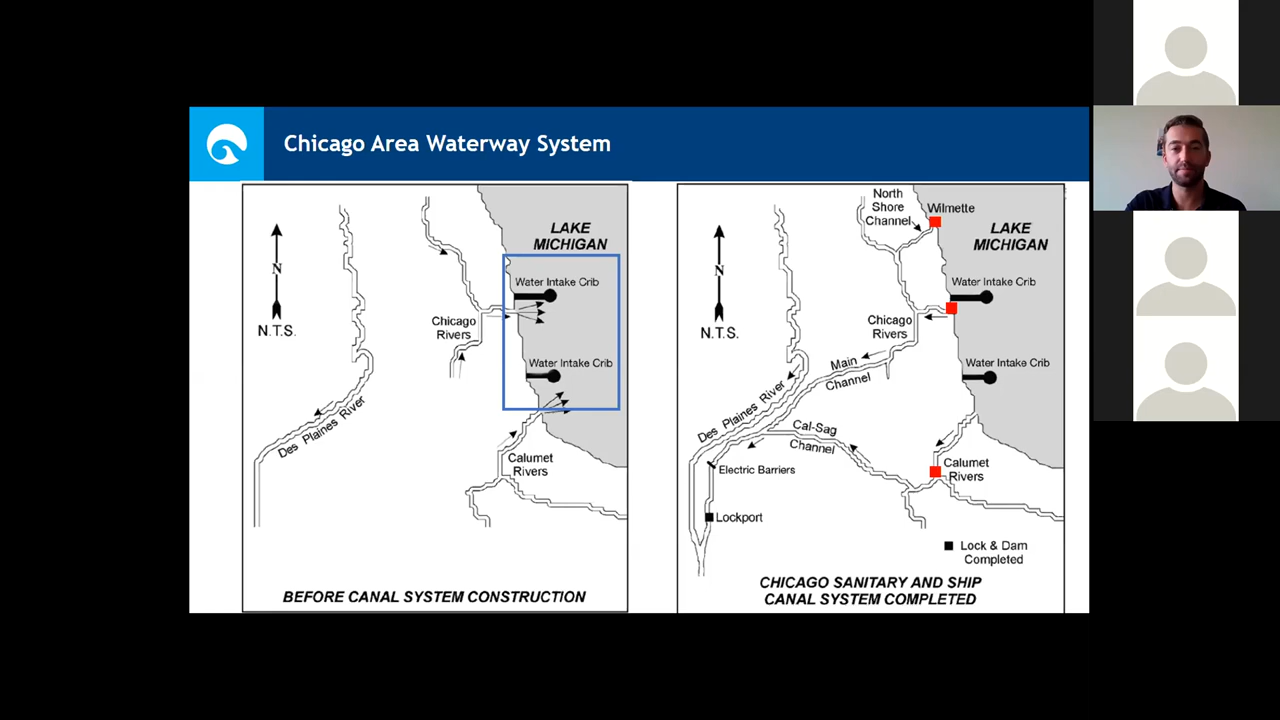 Chicago Area Waterway System
LAKE
MICHIGAN
Water Intake Crib
N
N.T.S.
Chicago
Rivers
Water Intake Crib
Des Plaines River
Calumet
Rivers
BEFORE CANAL SYSTEM CONSTRUCTION
North
Shore
Channel
Wilmette
LAKE
MICHIGAN
N
N.T.S.
Water Intake Crib
Chicago
Rivers
Main
Channel
Water Intake Crib
Des Plaines River
Cal-Sag
Channel
Electric Barriers
Calumet
Rivers
Lockport
Lock & Dam
Completed
CHICAGO SANITARY AND SHIP
CANAL SYSTEM COMPLETED